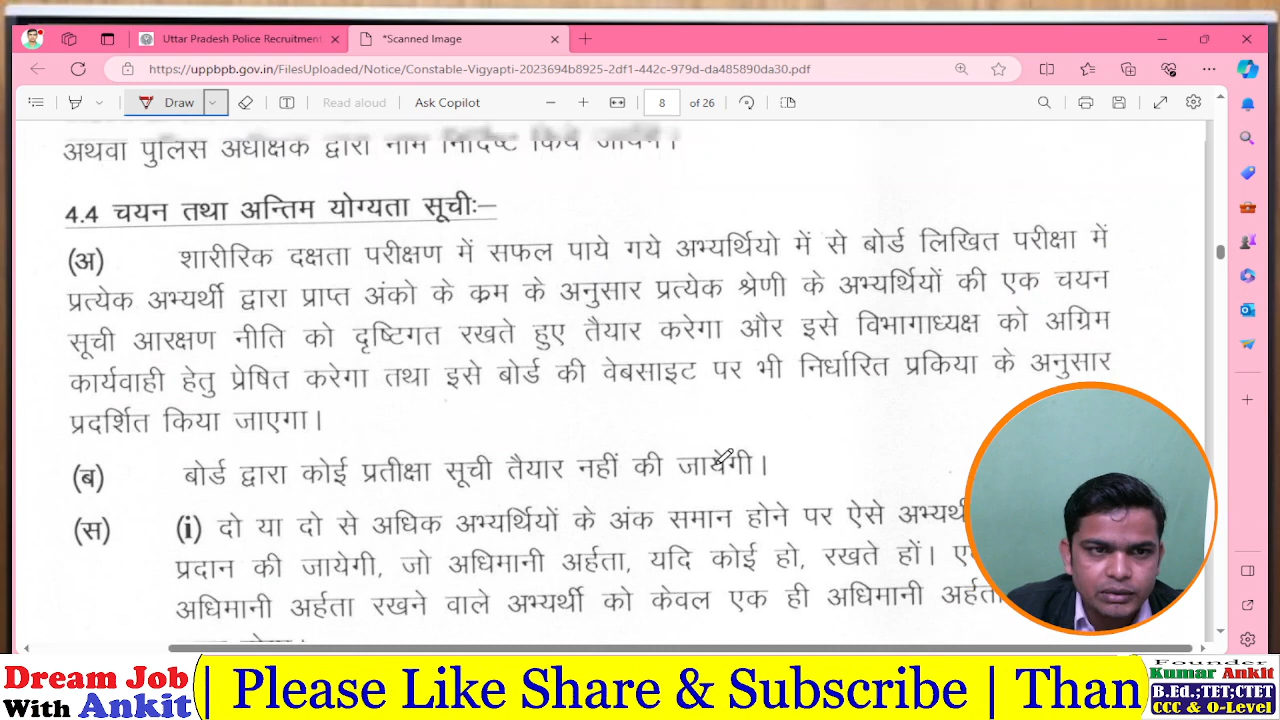 Uttar Pradesh Police Recruitment
*Scanned Image
https://uppbpb.gov.in/FilesUploaded/Notice/Constable-Vigyapti-2023694b8925-2df1-442c-979d-da485890da30.pdf
Draw
Read aloud
Ask Copilot
8 of 26
अथवा पुलिस अधीक्षक द्वारा नाम निर्दिष्ट किये जायेंगे।
4.4 चयन तथा अन्तिम योग्यता सूचीः–
(अ) शारीरिक दक्षता परीक्षण में सफल पाये गये अभ्यर्थियो में से बोर्ड लिखित परीक्षा में
प्रत्येक अभ्यर्थी द्वारा प्राप्त अंको के क्रम के अनुसार प्रत्येक श्रेणी के अभ्यर्थियों की एक चयन
सूची आरक्षण नीति को दृष्टिगत रखते हुए तैयार करेगा और इसे विभागाध्यक्ष को अग्रिम
कार्यवाही हेतु प्रेषित करेगा तथा इसे बोर्ड की वेबसाइट पर भी निर्धारित प्रकिया के अनुसार
प्रदर्शित किया जाएगा।
(ब) बोर्ड द्वारा कोई प्रतीक्षा सूची तैयार नहीं की जायेगी।
(स) (i) दो या दो से अधिक अभ्यर्थियों के अंक समान होने पर ऐसे
प्रदान की जायेगी, जो अधिमानी अर्हता, यदि कोई हो, रखते हों।
अधिमानी अर्हता रखने वाले अभ्यर्थी को केवल एक ही अधिमानी
Dream Job
With Ankit
| Please Like Share & Subscribe | Than
Founder
Kumar Ankit
B.Ed.;TET;CTET
CCC & O-Level